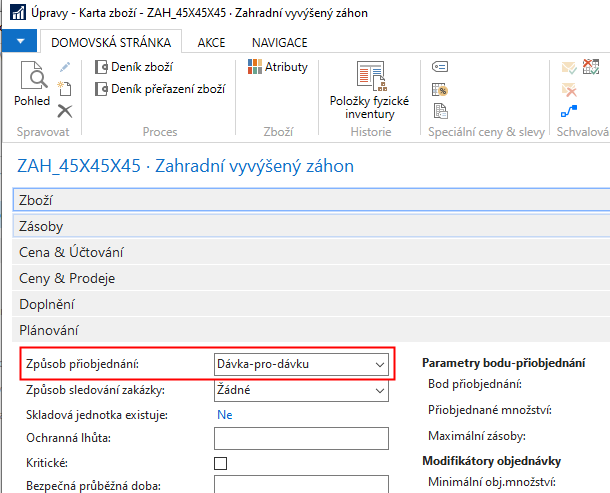 Úpravy - Karta zboží - ZAH_45X45X45 · Zahradní vyvýšený záhon
DOMOVSKÁ STRÁNKA AKCE NAVIGACE
Pohled
Deník zboží
Deník přeřazení zboží
Atributy
Položky fyzické
inventury
Spravovat Proces Zboží Historie Speciální ceny & slevy Schvalová
ZAH_45X45X45 · Zahradní vyvýšený záhon
Zboží
Zásoby
Cena & Účtování
Ceny & Prodeje
Doplnění
Plánování
Způsob přiobjednání: Dávka-pro-dávku
Způsob sledování zakázky: Žádné
Skladová jednotka existuje: Ne
Ochranná lhůta:
Kritické:
Bezpečná průběžná doba:
Parametry bodu-přiobjednání
Bod přiobjednání:
Přiobjednané množství:
Maximální zásoby:
Modifikátory objednávky
Minimální obj.množství: